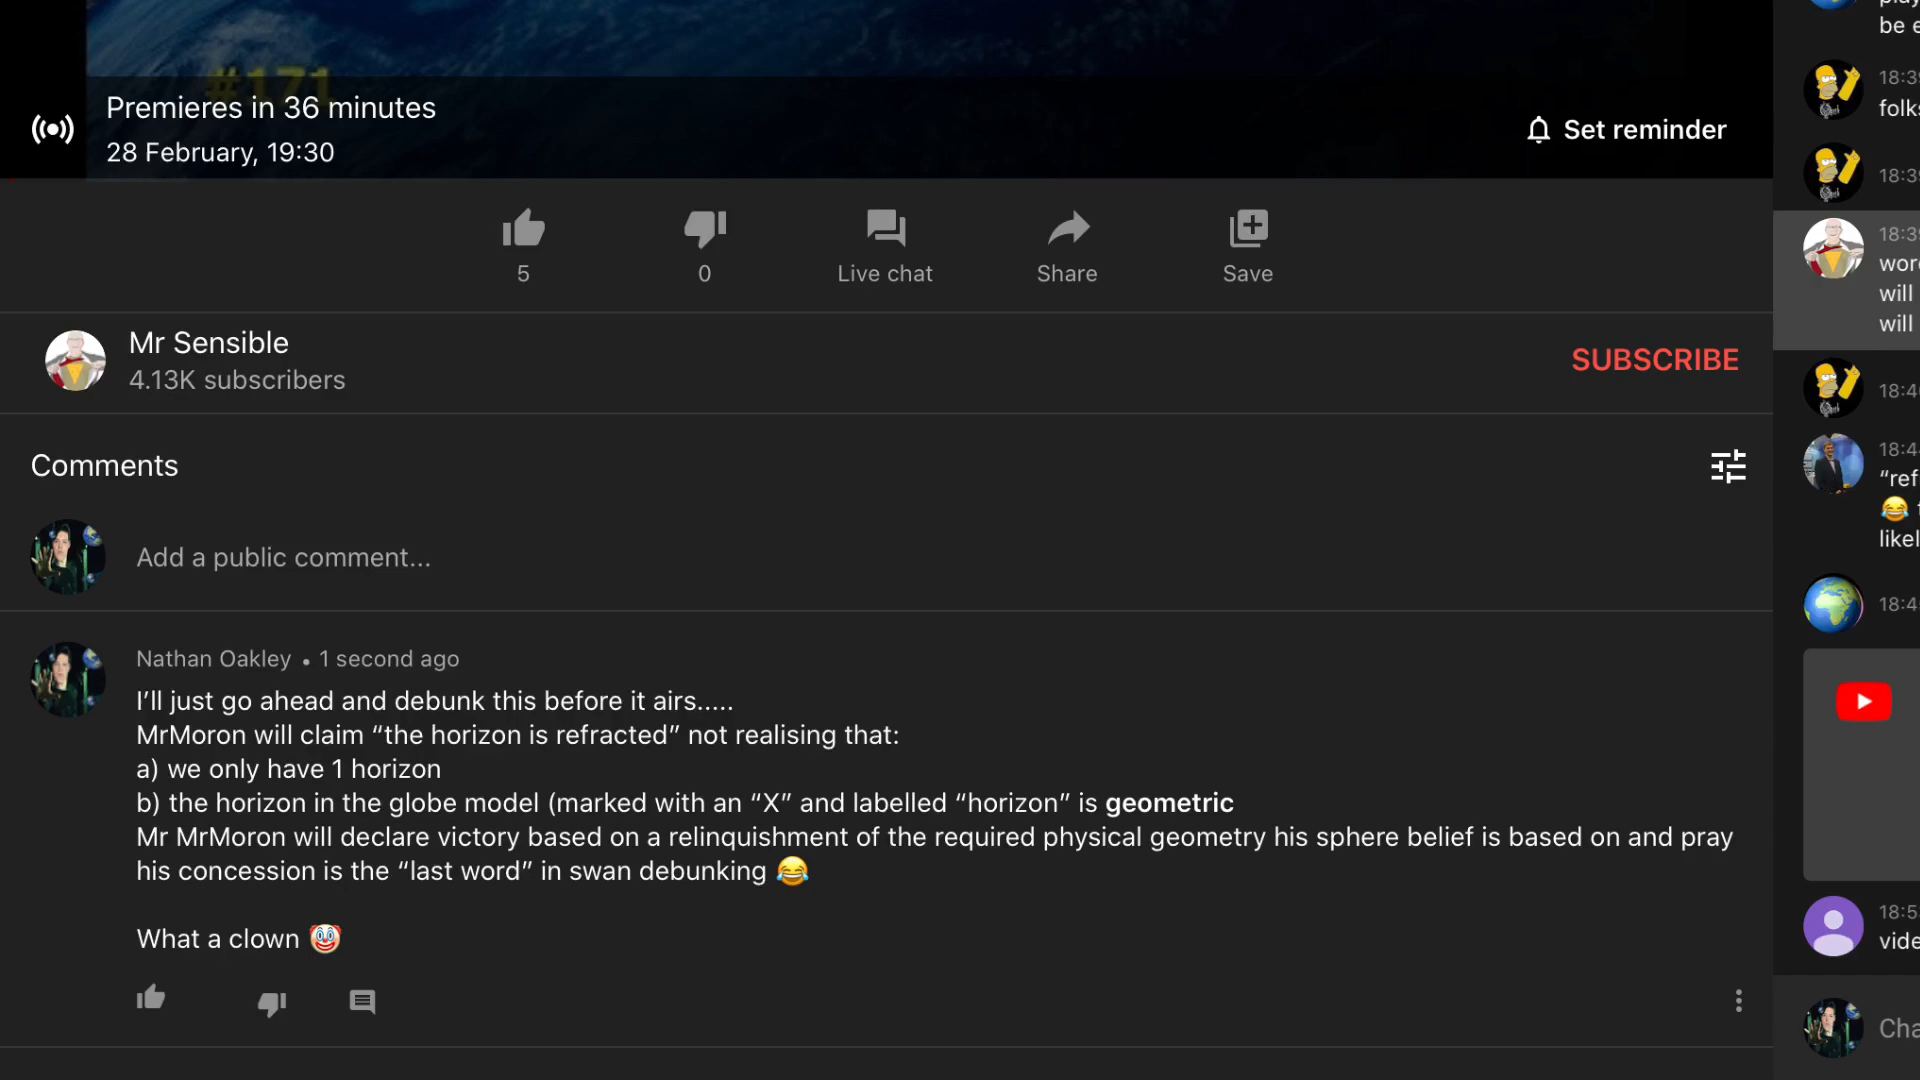 #171
Premieres in 36 minutes
28 February, 19:30
Set reminder
5
0
Live chat
Share
Save
Mr Sensible
4.13K subscribers
SUBSCRIBE
Comments
Add a public comment...
Nathan Oakley • 1 second ago
I’ll just go ahead and debunk this before it airs.....
MrMoron will claim “the horizon is refracted” not realising that:
a) we only have 1 horizon
b) the horizon in the globe model (marked with an “X” and labelled “horizon” is geometric
Mr MrMoron will declare victory based on a relinquishment of the required physical geometry his sphere belief is based on and pray
his concession is the “last word” in swan debunking 😂
What a clown 🤡
be e
18:39
folks
18:39
18:39
will
will
18:4
18:4
“ref
😂
likel
18:4
18:5
vide
Cha